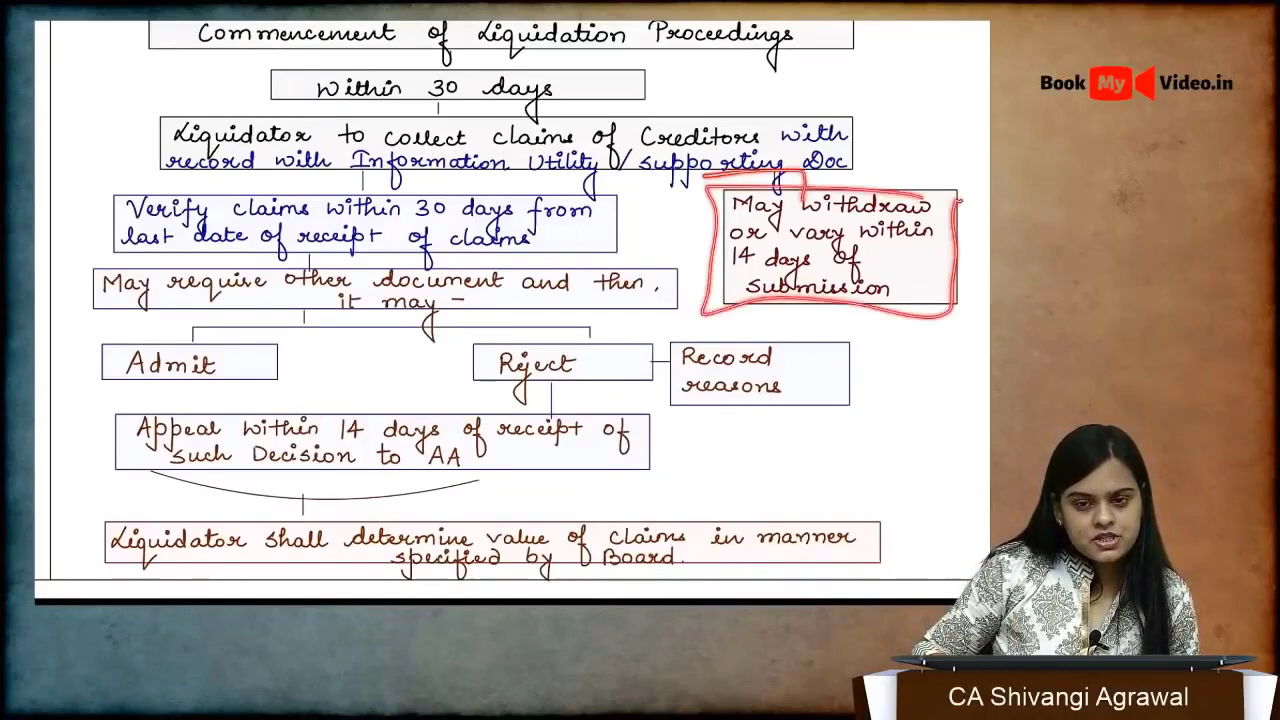 Commencement of Liquidation Proceedings
Within 30 days
Liquidator to collect claims of Creditors with
record with Information Utility / supporting Doc
Verify claims within 30 days from
last date of receipt of claims
May withdraw
or vary within
14 days of
submission
May require other document and then,
it may –
Admit
Reject
Record
reasons
Appeal within 14 days of receipt of
such Decision to AA
Liquidator shall determine value of claims in manner
specified by Board.
Book My Video.in
CA Shivangi Agrawal